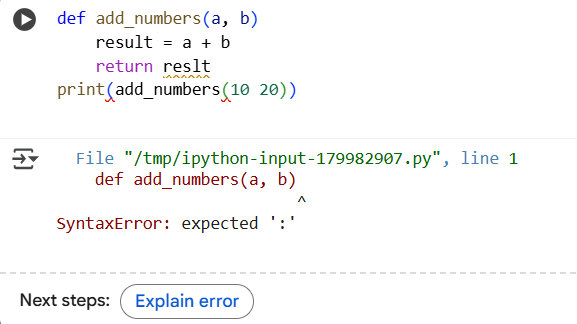 def add_numbers(a, b)
    result = a + b
    return reslt
print(add_numbers(10 20))
File "/tmp/ipython-input-179982907.py", line 1
    def add_numbers(a, b)
                         ^
SyntaxError: expected ':'
Next steps: Explain error